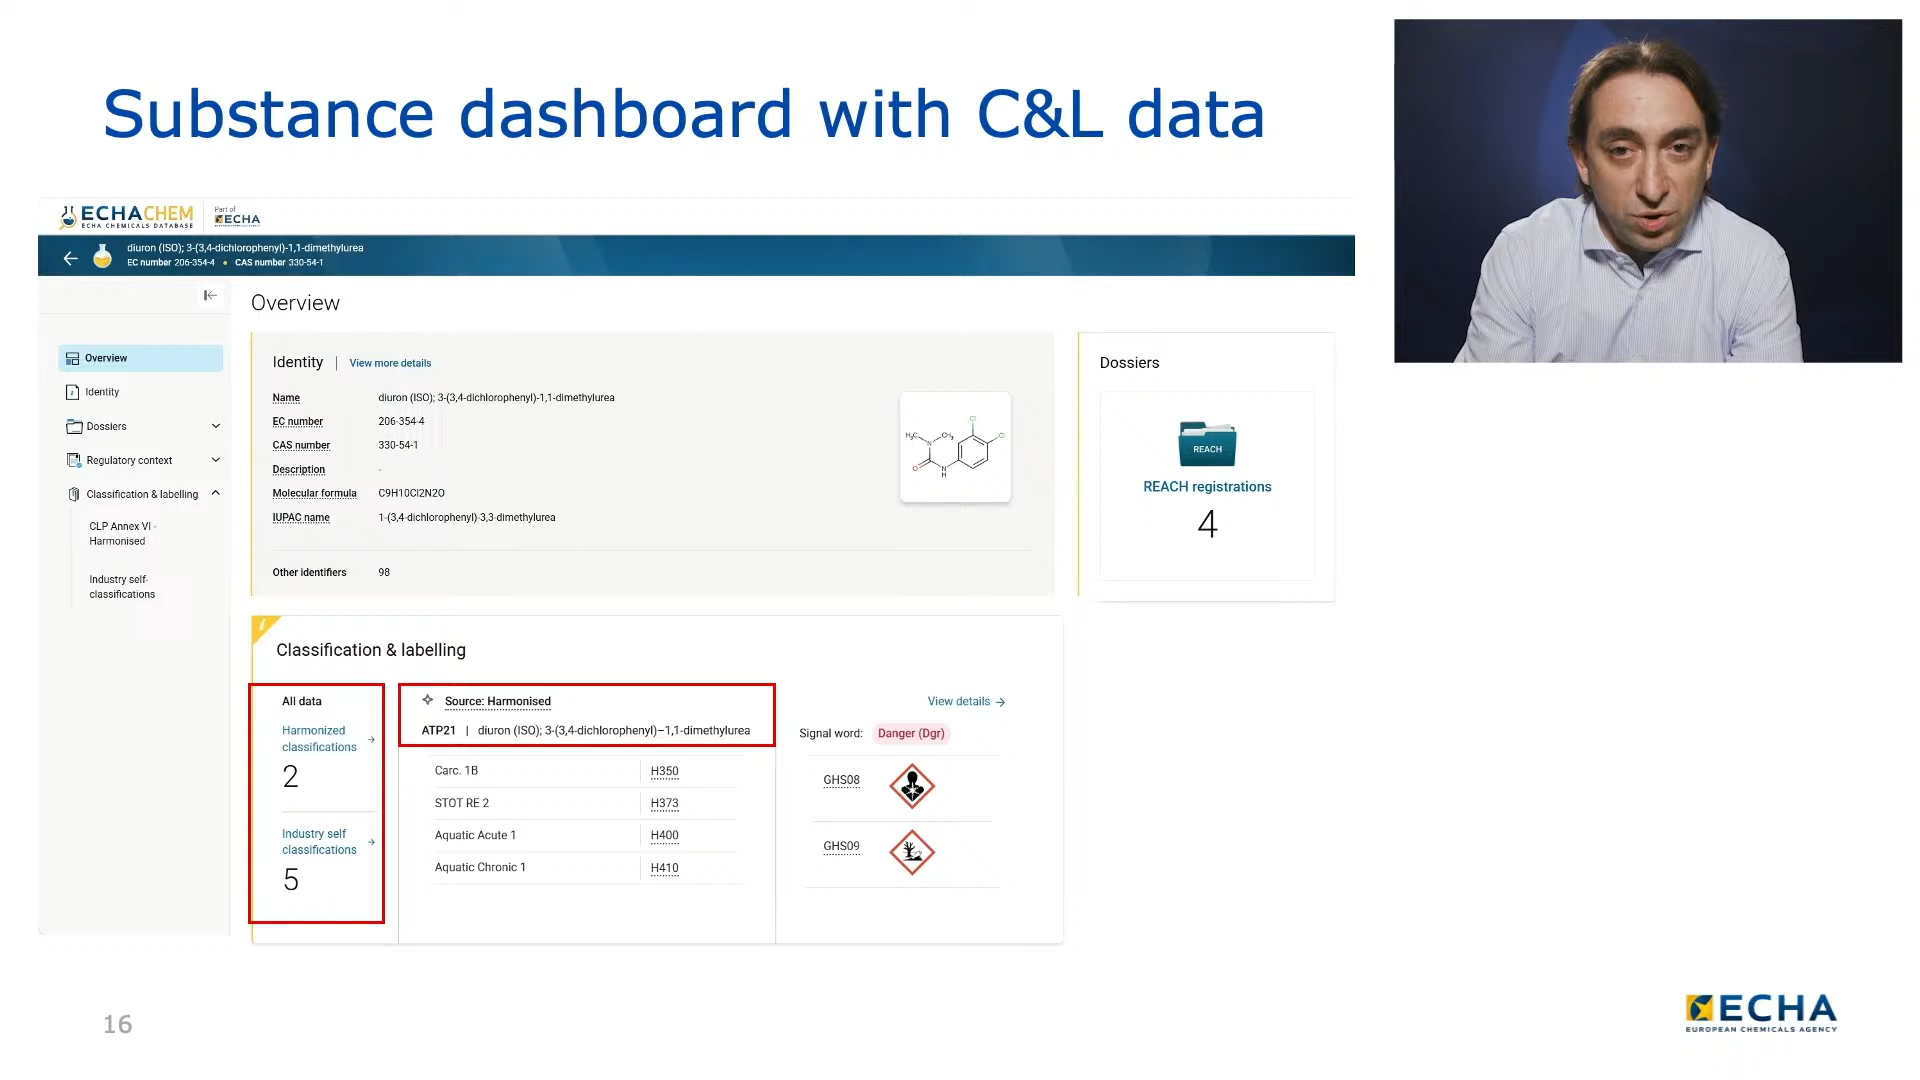 Substance dashboard with C&L data
ECHACHEM
ECHA CHEMICALS DATABASE
Part of
ECHA
diuron (ISO); 3-(3,4-dichlorophenyl)-1,1-dimethylurea
EC number 206-354-4 • CAS number 330-54-1
Overview
Identity
Dossiers
Regulatory context
Classification & labelling
CLP Annex VI -
Harmonised
Industry self-
classifications
Overview
Identity | View more details
Name diuron (ISO); 3-(3,4-dichlorophenyl)-1,1-dimethylurea
EC number 206-354-4
CAS number 330-54-1
Description -
Molecular formula C9H10Cl2N2O
IUPAC name 1-(3,4-dichlorophenyl)-3,3-dimethylurea
Other identifiers 98
Cl
Cl
H₃C
CH₃
N
O
N
H
Dossiers
REACH
REACH registrations
4
Classification & labelling
All data
Harmonized
classifications
2
Industry self
classifications
5
Source: Harmonised
ATP21 | diuron (ISO); 3-(3,4-dichlorophenyl)–1,1-dimethylurea
Carc. 1B H350
STOT RE 2 H373
Aquatic Acute 1 H400
Aquatic Chronic 1 H410
View details
Signal word: Danger (Dgr)
GHS08
GHS09
16
ECHA
EUROPEAN CHEMICALS AGENCY